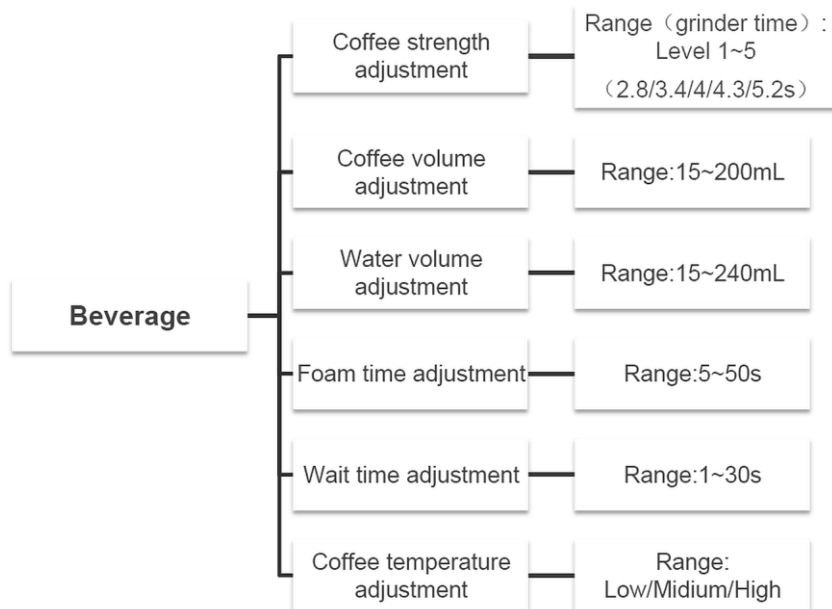 Beverage
Coffee strength
adjustment
Range（grinder time）:
Level 1~5
（2.8/3.4/4/4.3/5.2s）
Coffee volume
adjustment
Range:15~200mL
Water volume
adjustment
Range:15~240mL
Foam time adjustment
Range:5~50s
Wait time adjustment
Range:1~30s
Coffee temperature
adjustment
Range:
Low/Midium/High